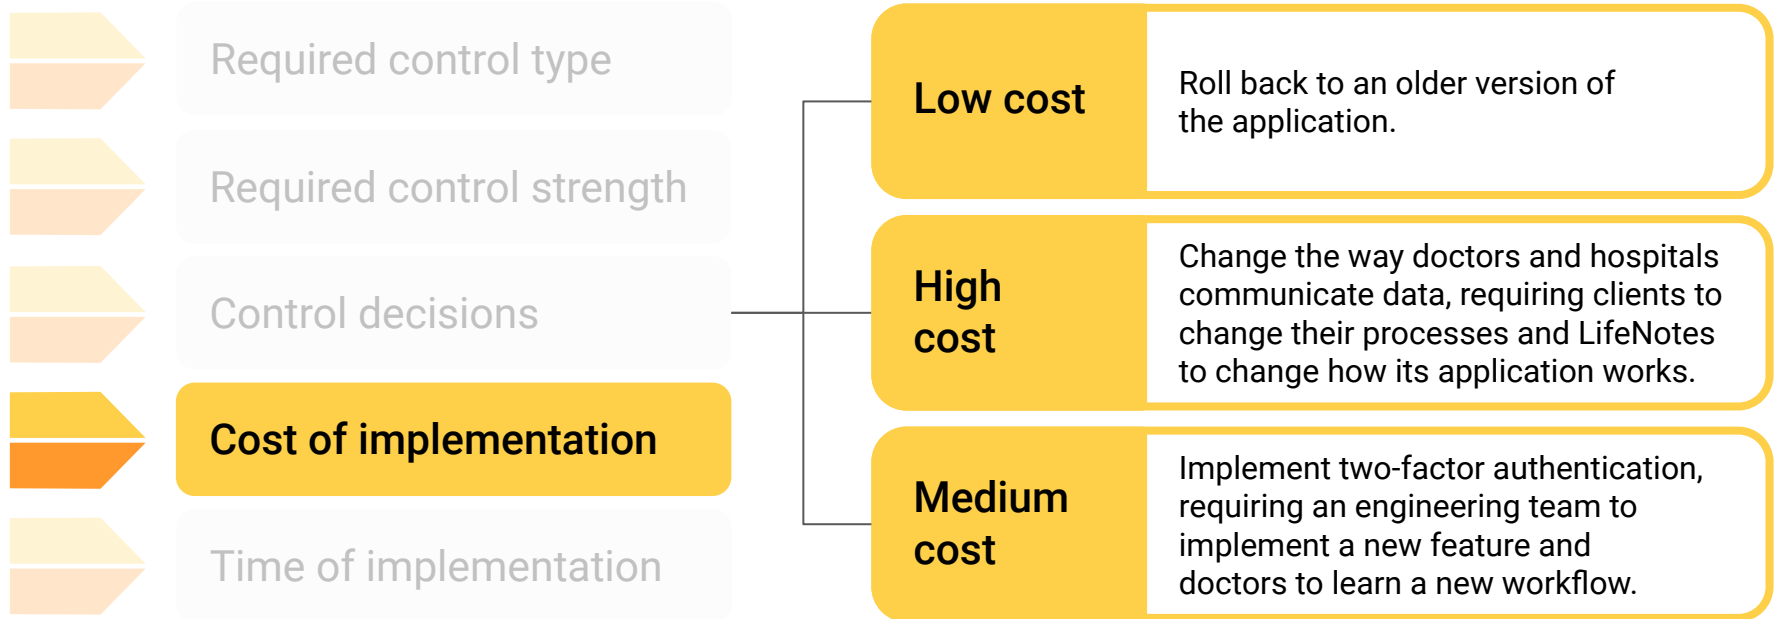 Required control type
Required control strength
Control decisions
Cost of implementation
Time of implementation
Low cost
Roll back to an older version of
the application.
High
cost
Change the way doctors and hospitals
communicate data, requiring clients to
change their processes and LifeNotes
to change how its application works.
Medium
cost
Implement two-factor authentication,
requiring an engineering team to
implement a new feature and
doctors to learn a new workflow.